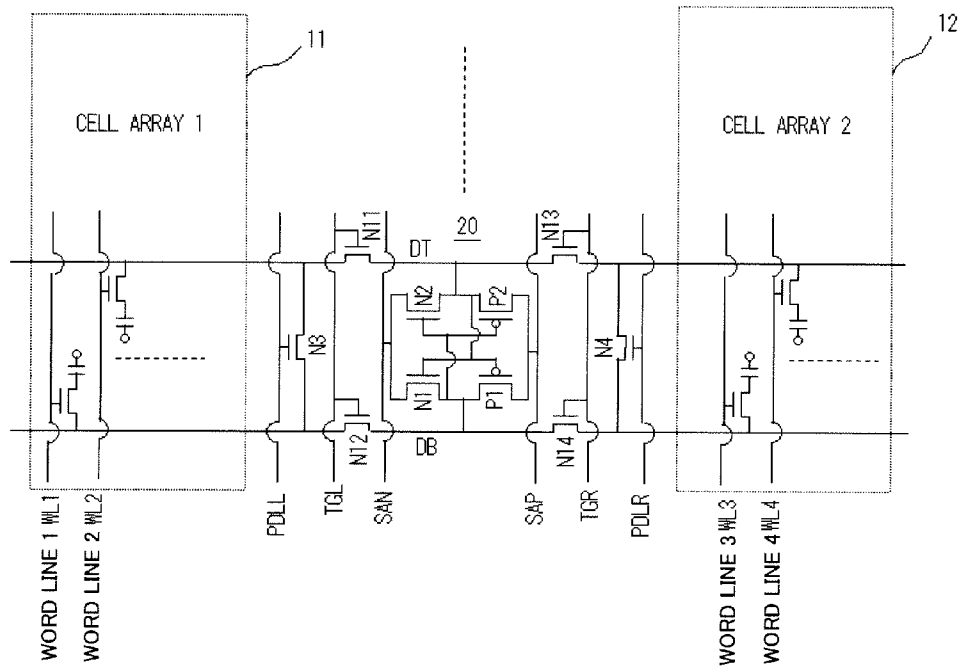 11
12
CELL ARRAY 1
CELL ARRAY 2
N11
20
N13
DT
N2
P2
N3
N4
N1
P1
N12
DB
N14
PDLL
TGL
SAN
SAP
TGR
PDLR
WORD LINE 1 WL1
WORD LINE 2 WL2
WORD LINE 3 WL3
WORD LINE 4 WL4